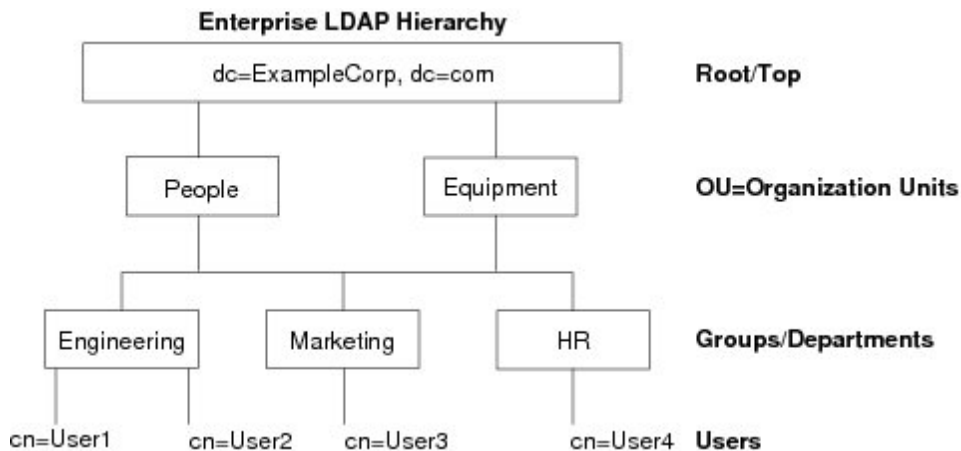 Enterprise LDAP Hierarchy
dc=ExampleCorp, dc=com
Root/Top
People
Equipment
OU=Organization Units
Engineering
Marketing
HR
Groups/Departments
cn=User1
cn=User2
cn=User3
cn=User4
Users